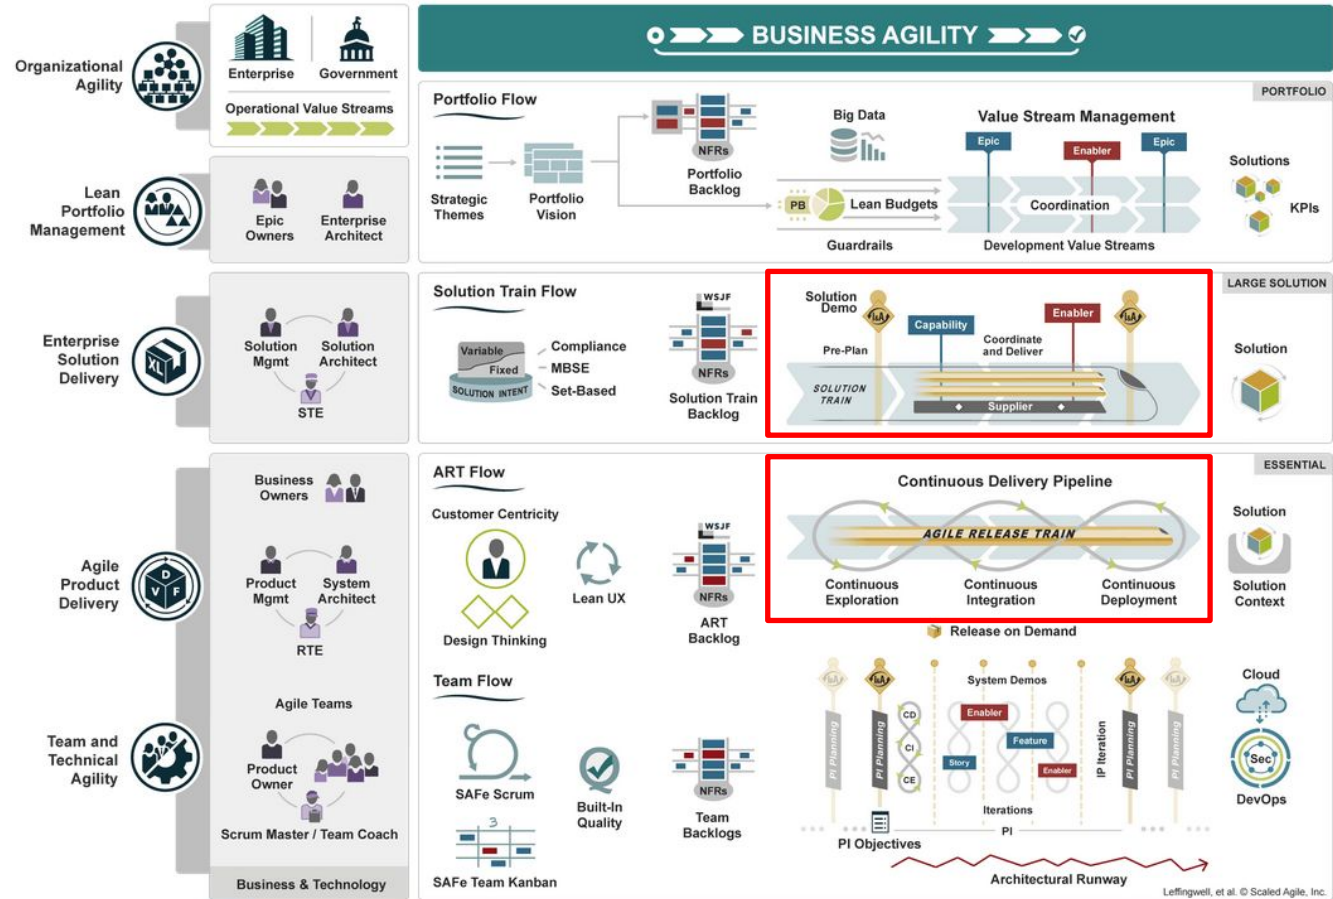 Organizational
Agility
Enterprise
Government
Operational Value Streams
BUSINESS AGILITY
Lean
Portfolio
Management
Epic
Owners
Enterprise
Architect
PORTFOLIO
Portfolio Flow
Strategic
Themes
Portfolio
Vision
NFRs
Portfolio
Backlog
Big Data
PB
Lean Budgets
Guardrails
Value Stream Management
Epic
Enabler
Epic
Coordination
Development Value Streams
Solutions
KPIs
Enterprise
Solution
Delivery
XL
Solution
Mgmt
Solution
Architect
STE
LARGE SOLUTION
Solution Train Flow
Variable
Fixed
SOLUTION INTENT
Compliance
MBSE
Set-Based
WSJF
NFRs
Solution Train
Backlog
Solution
Demo
I&A
Capability
Enabler
I&A
Pre-Plan
Coordinate
and Deliver
SOLUTION
TRAIN
Supplier
Solution
Agile
Product
Delivery
D
V
F
Business
Owners
Product
Mgmt
System
Architect
RTE
ESSENTIAL
ART Flow
Customer Centricity
Design Thinking
Lean UX
WSJF
NFRs
ART
Backlog
Continuous Delivery Pipeline
AGILE RELEASE TRAIN
Continuous
Exploration
Continuous
Integration
Continuous
Deployment
Release on Demand
Solution
Solution
Context
Team and
Technical
Agility
Agile Teams
Product
Owner
Scrum Master / Team Coach
Business & Technology
Team Flow
SAFe Scrum
3
SAFe Team Kanban
Built-In
Quality
NFRs
Team
Backlogs
I&A
I&A
System Demos
I&A
I&A
PI Planning
PI Planning
CD
CI
CE
Enabler
Story
Feature
Enabler
IP Iteration
PI Planning
PI Planning
Iterations
PI
PI Objectives
Architectural Runway
Cloud
Sec
DevOps
Leffingwell, et al. © Scaled Agile, Inc.